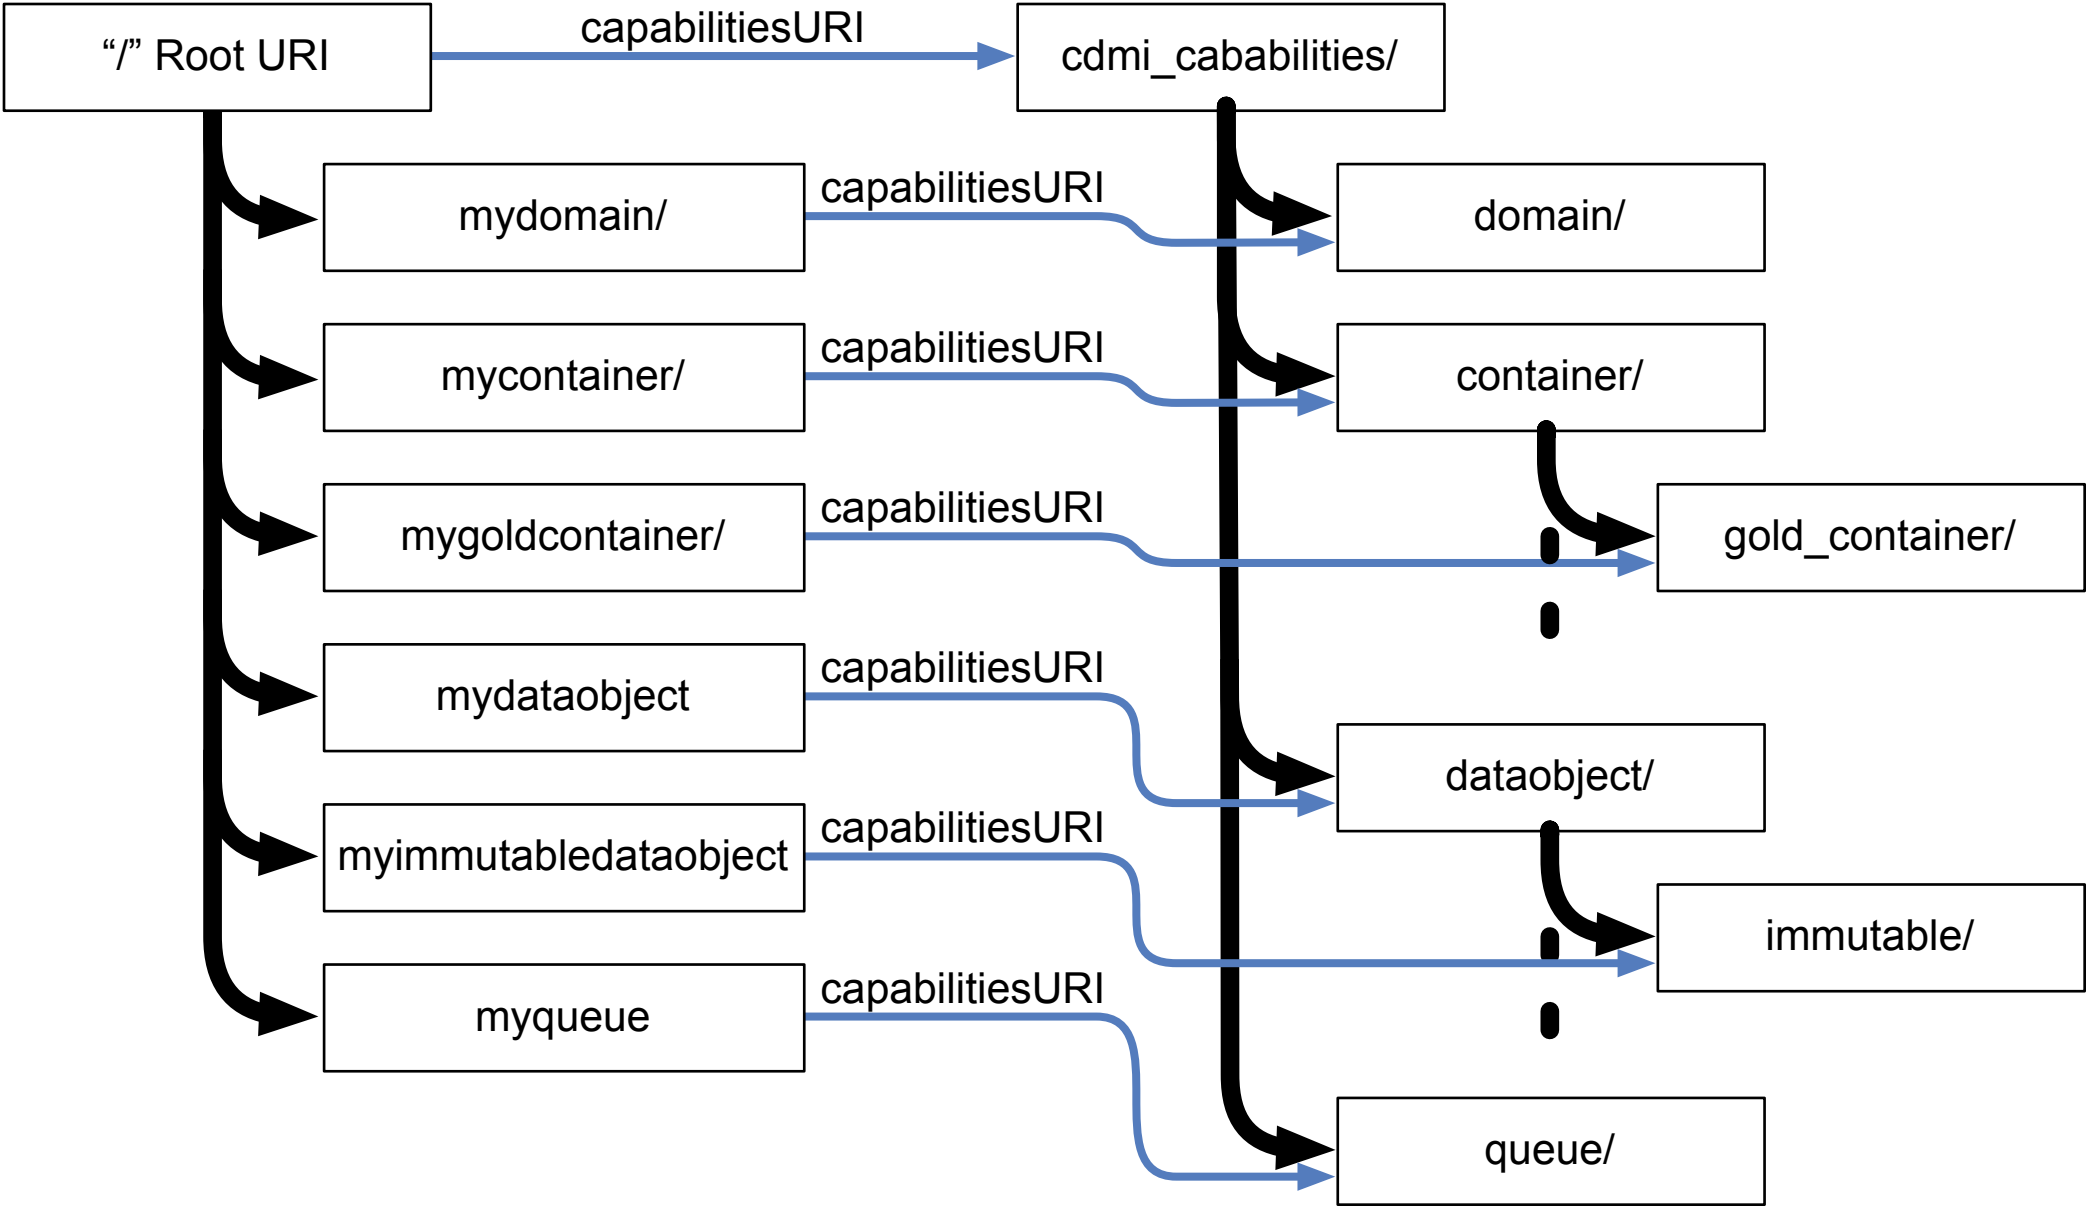 “/” Root URI
capabilitiesURI
cdmi_cababilities/
mydomain/
capabilitiesURI
domain/
mycontainer/
capabilitiesURI
container/
mygoldcontainer/
capabilitiesURI
gold_container/
mydataobject
capabilitiesURI
dataobject/
myimmutabledataobject
capabilitiesURI
immutable/
myqueue
capabilitiesURI
queue/